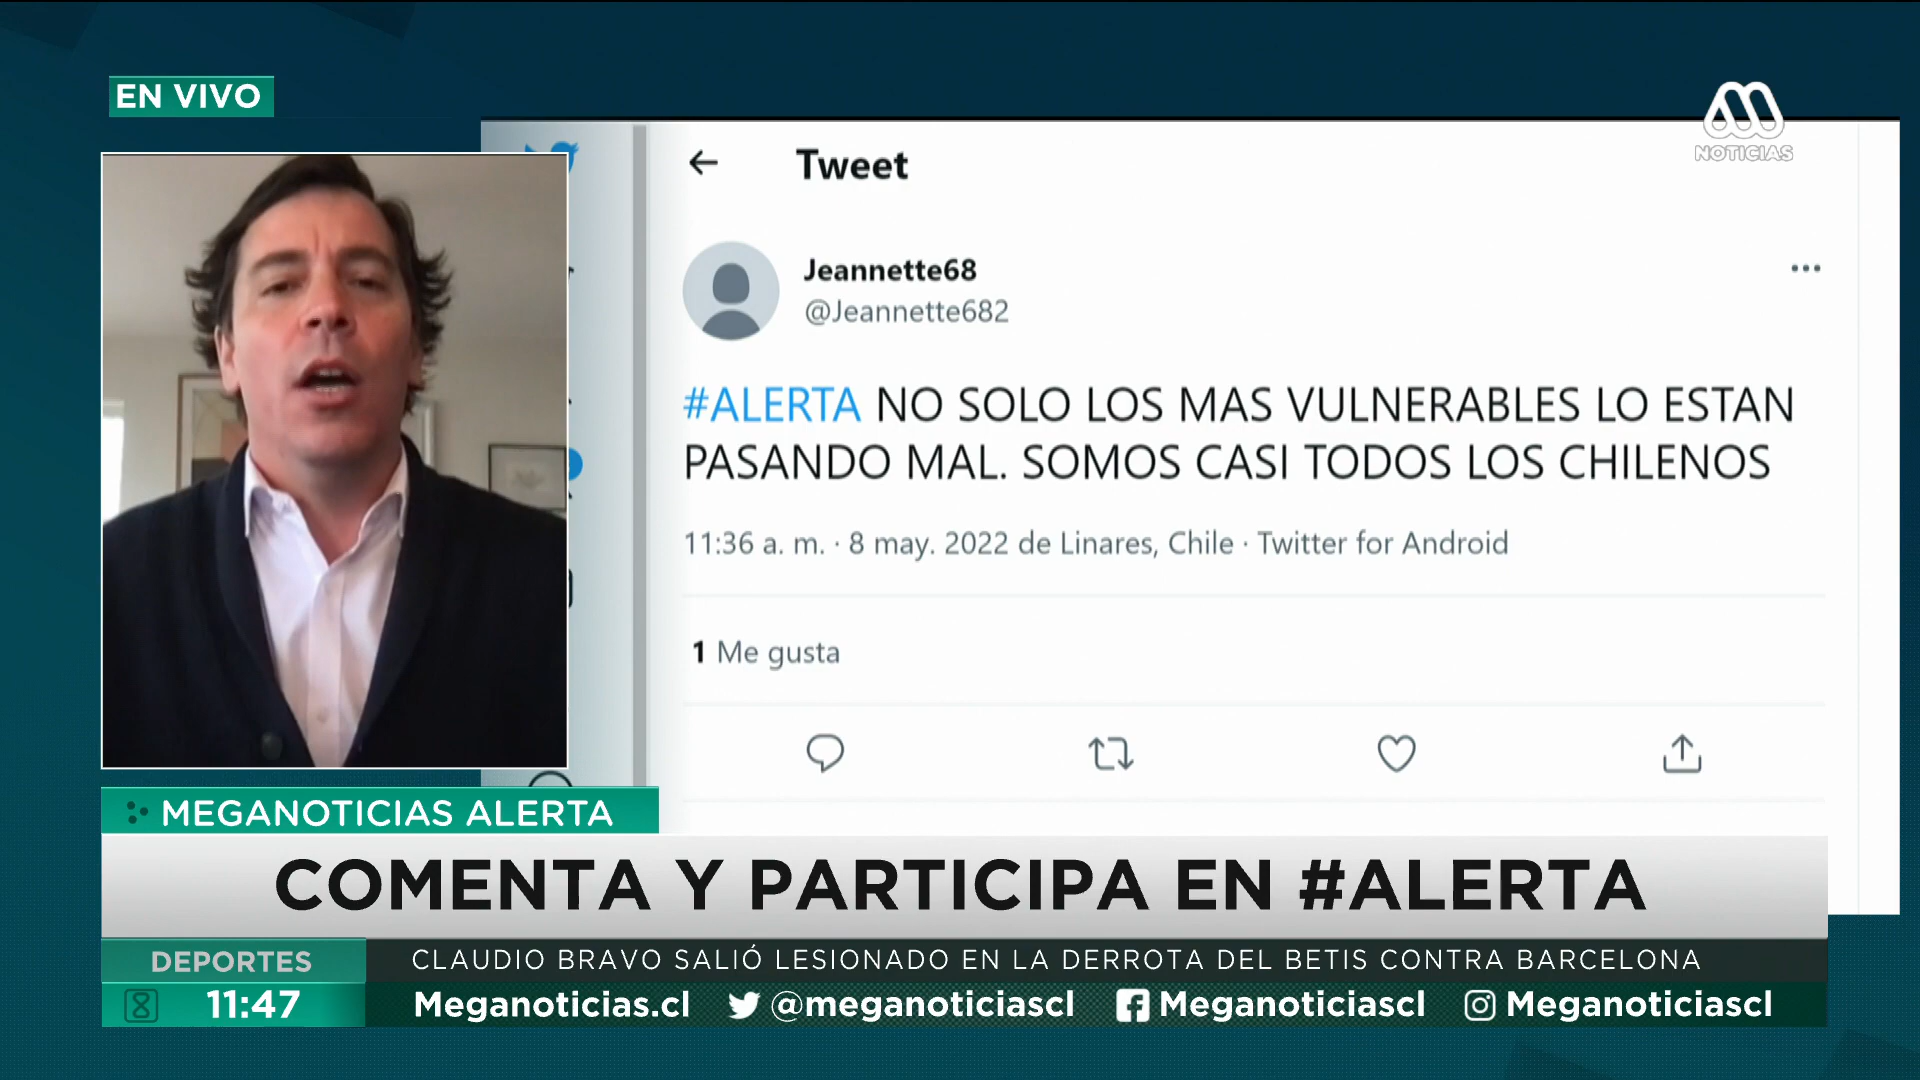 EN VIVO
NOTICIAS
Tweet
Jeannette68
@Jeannette682
#ALERTA NO SOLO LOS MAS VULNERABLES LO ESTAN
PASANDO MAL. SOMOS CASI TODOS LOS CHILENOS
11:36 a. m. · 8 may. 2022 de Linares, Chile · Twitter for Android
1 Me gusta
MEGANOTICIAS ALERTA
COMENTA Y PARTICIPA EN #ALERTA
DEPORTES CLAUDIO BRAVO SALIÓ LESIONADO EN LA DERROTA DEL BETIS CONTRA BARCELONA
11:47 Meganoticias.cl @meganoticiascl Meganoticiascl Meganoticiascl